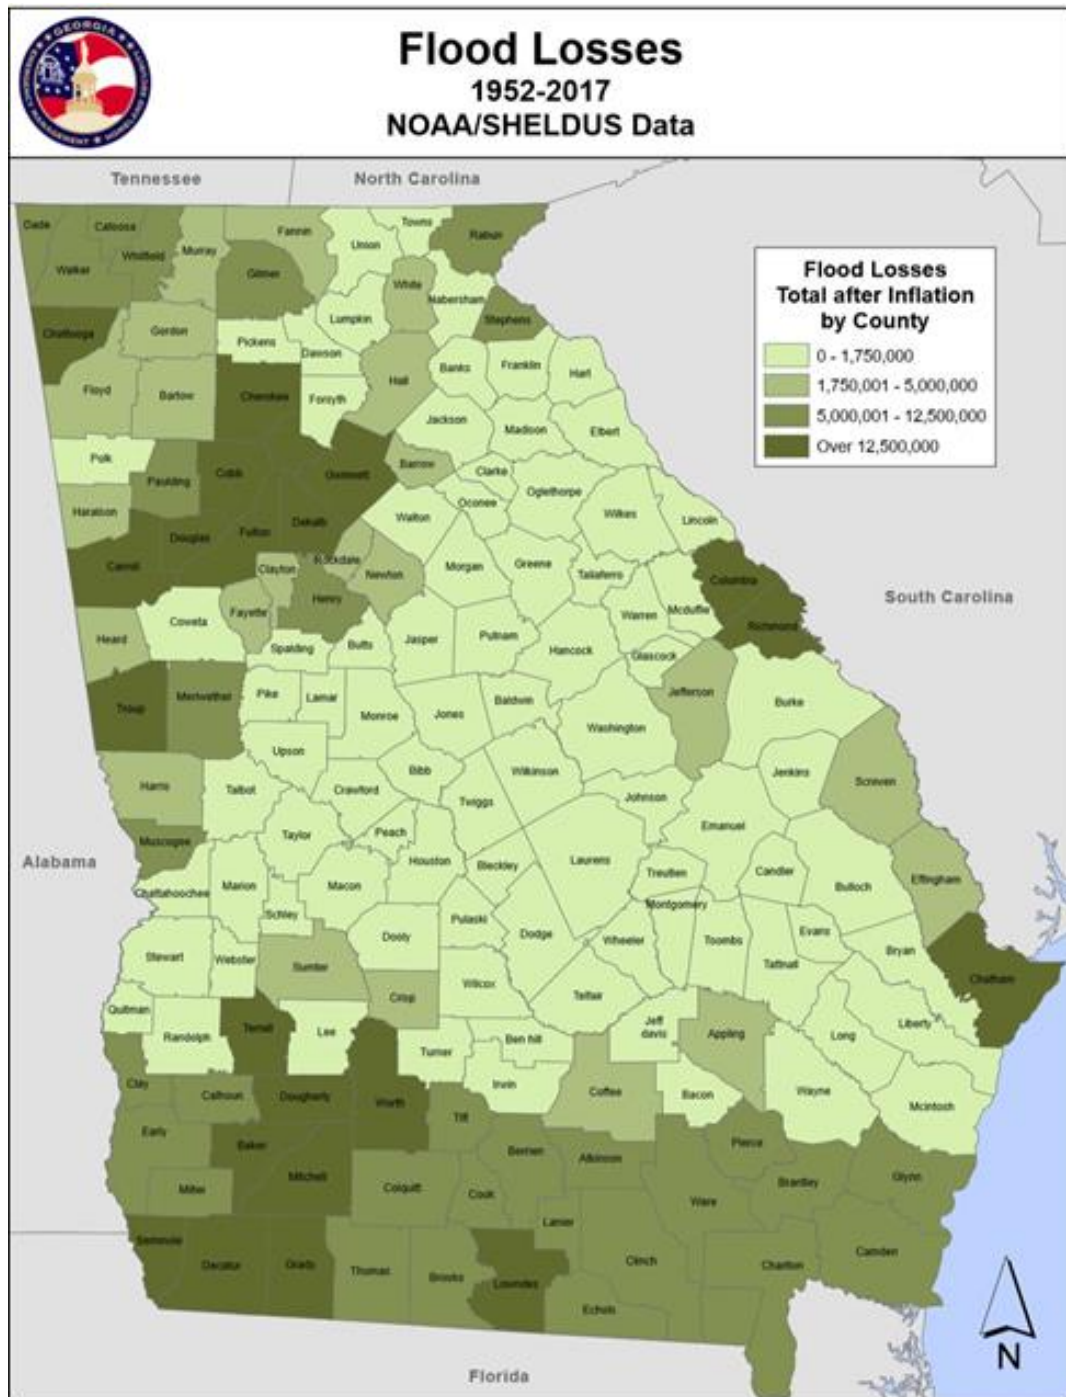 Flood Losses
1952-2017
NOAA/SHELDUS Data
GEORGIA
Tennessee
North Carolina
Flood Losses
Total after Inflation
by County
0 - 1,750,000
1,750,001 - 5,000,000
5,000,001 - 12,500,000
Over 12,500,000
Dade
Catoosa
Whitfield
Walker
Murray
Fannin
Gilmer
Union
Towns
Rabun
White
Habersham
Stephens
Lumpkin
Chattooga
Gordon
Pickens
Dawson
Floyd
Bartow
Cherokee
Forsyth
Hall
Banks
Franklin
Hart
Jackson
Madison
Elbert
Polk
Paulding
Cobb
Gwinnett
Barrow
Clarke
Oconee
Oglethorpe
Wilkes
Lincoln
Haralson
Douglas
Fulton
Dekalb
Walton
Carroll
Clayton
Rockdale
Newton
Morgan
Greene
Taliaferro
Columbia
Richmond
South Carolina
Heard
Coweta
Fayette
Henry
Spalding
Butts
Jasper
Putnam
Hancock
Warren
Mcduffie
Glascock
Troup
Meriwether
Pike
Lamar
Monroe
Jones
Baldwin
Washington
Jefferson
Burke
Upson
Harris
Talbot
Crawford
Bibb
Twiggs
Wilkinson
Johnson
Jenkins
Screven
Alabama
Muscogee
Taylor
Peach
Houston
Bleckley
Laurens
Emanuel
Treutlen
Candler
Bulloch
Effingham
Chattahoochee
Marion
Macon
Schley
Dooly
Pulaski
Dodge
Wheeler
Montgomery
Toombs
Tattnall
Evans
Bryan
Chatham
Stewart
Webster
Sumter
Crisp
Wilcox
Telfair
Quitman
Randolph
Terrell
Lee
Turner
Ben hill
Irwin
Jeff
davis
Appling
Long
Liberty
Clay
Calhoun
Dougherty
Worth
Tift
Coffee
Bacon
Wayne
Mcintosh
Early
Baker
Mitchell
Miller
Colquitt
Cook
Berrien
Atkinson
Pierce
Brantley
Glynn
Ware
Lanier
Clinch
Seminole
Decatur
Grady
Thomas
Brooks
Lowndes
Echols
Charlton
Camden
Florida
N